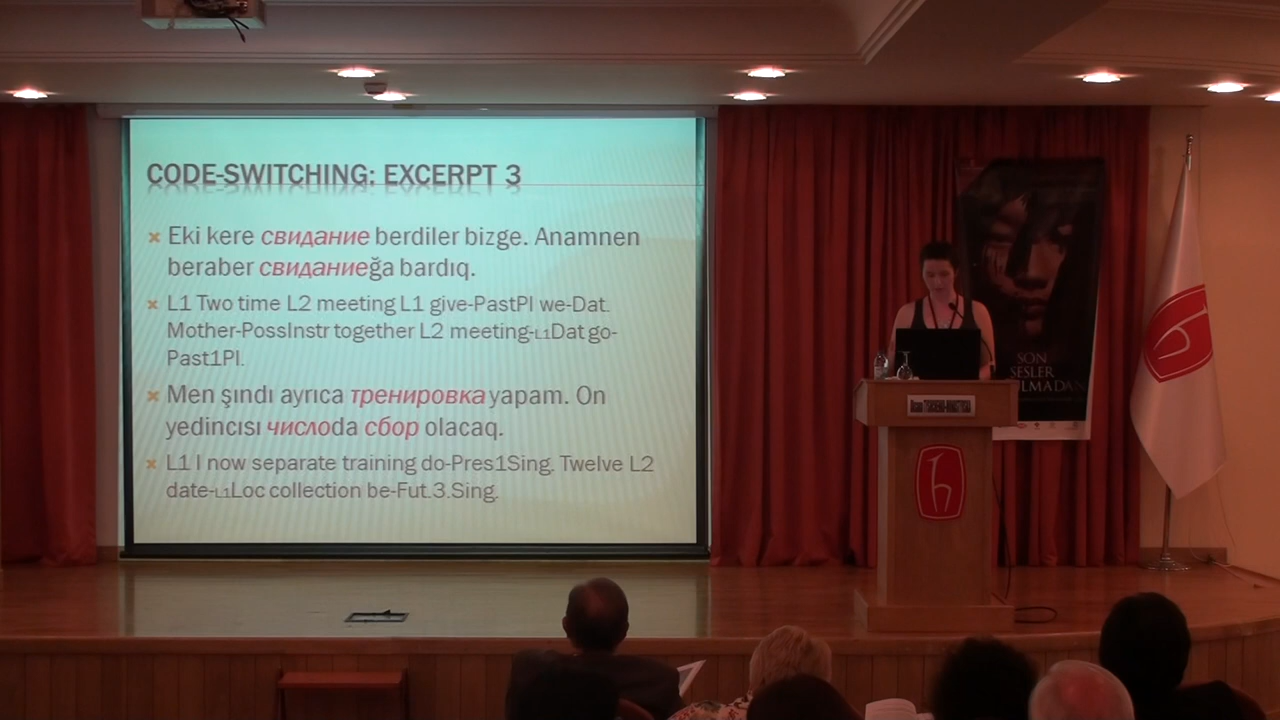 CODE-SWITCHING: EXCERPT 3
Eki kere свидание berdiler bizge. Anamnen
beraber свиданиеğa bardıq.
L1 Two time L2 meeting L1 give-PastPl we-Dat.
Mother-PossInstr together L2 meeting-L1Dat go-
Past1Pl.
Men şındı ayrıca тренировка yapam. On
yedincısı числоda сбор olacaq.
L1 I now separate training do-Pres1Sing. Twelve L2
date-L1Loc collection be-Fut.3.Sing.
SON
SESLER